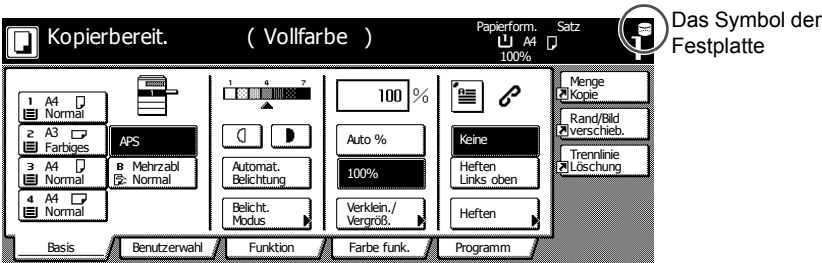 Kopierbereit. ( Vollfarbe )
Papierform. Satz
A4
100%
1
Das Symbol der
Festplatte
1 A4
Normal
2 A3
Farbiges
3 A4
Normal
4 A4
Normal
APS
B Mehrzabl
Normal
1 4 7
Automat.
Belichtung
Belicht.
Modus
100 %
Auto %
100%
Verklein./
Vergröß.
Keine
Heften
Links oben
Heften
Menge
Kopie
Rand/Bild
verschieb.
Trennlinie
Löschung
Basis
Benutzerwahl
Funktion
Farbe funk.
Programm